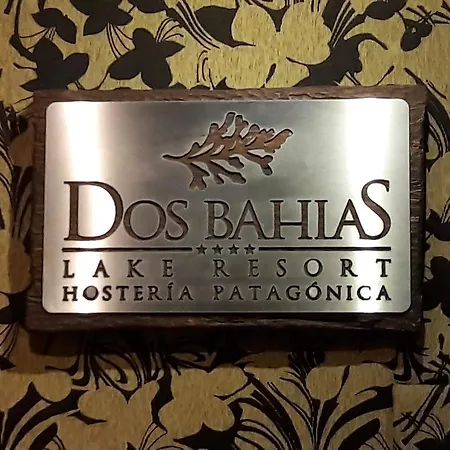 DOS BAHIAS
★★★★
LAKE RESORT
HOSTERÍA PATAGÓNICA